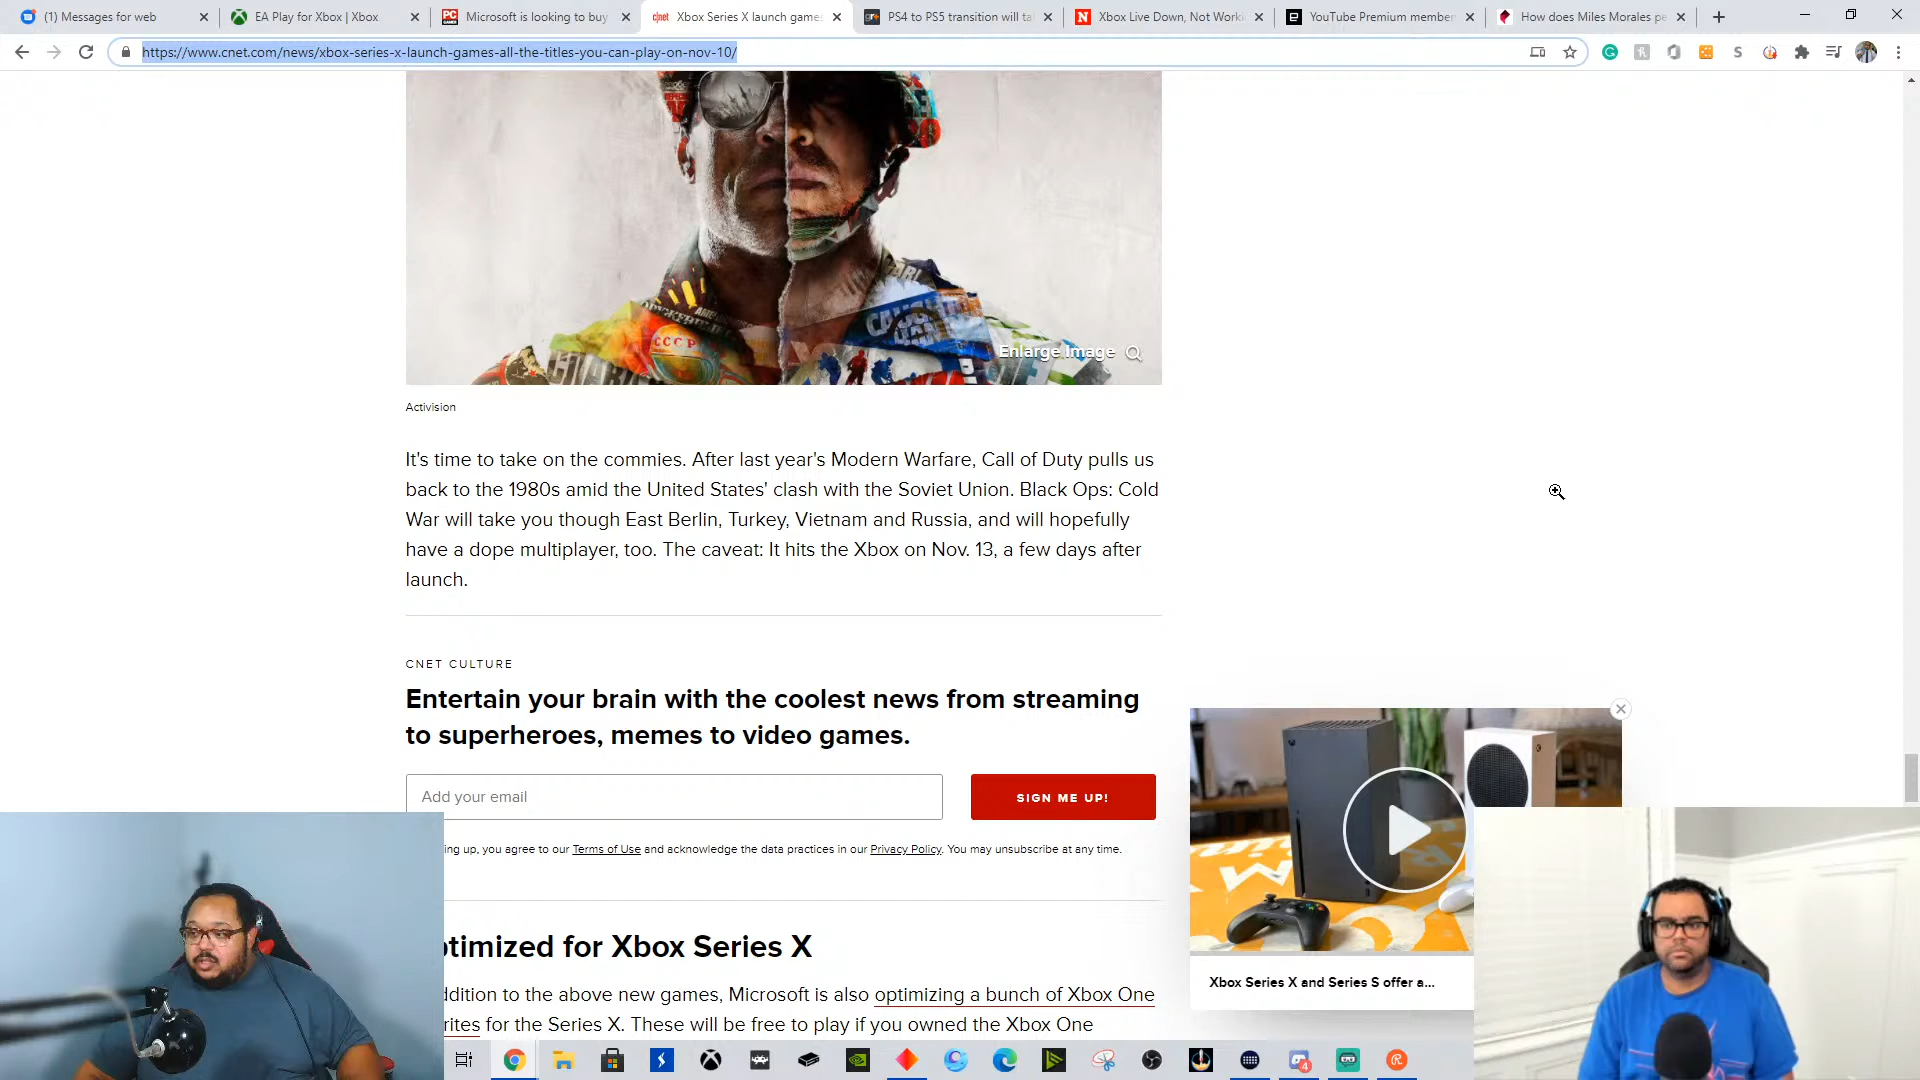 (1) Messages for web
EA Play for Xbox | Xbox
Microsoft is looking to buy
Xbox Series X launch game
PS4 to PS5 transition will ta
Xbox Live Down, Not Worki
YouTube Premium member
How does Miles Morales pe
https://www.cnet.com/news/xbox-series-x-launch-games-all-the-titles-you-can-play-on-nov-10/
CCCP
Enlarge Image
Activision
It's time to take on the commies. After last year's Modern Warfare, Call of Duty pulls us
back to the 1980s amid the United States' clash with the Soviet Union. Black Ops: Cold
War will take you though East Berlin, Turkey, Vietnam and Russia, and will hopefully
have a dope multiplayer, too. The caveat: It hits the Xbox on Nov. 13, a few days after
launch.
CNET CULTURE
Entertain your brain with the coolest news from streaming
to superheroes, memes to video games.
Add your email
SIGN ME UP!
ing up, you agree to our Terms of Use and acknowledge the data practices in our Privacy Policy. You may unsubscribe at any time.
Xbox Series X and Series S offer a...
ptimized for Xbox Series X
ddition to the above new games, Microsoft is also optimizing a bunch of Xbox One
rites for the Series X. These will be free to play if you owned the Xbox One